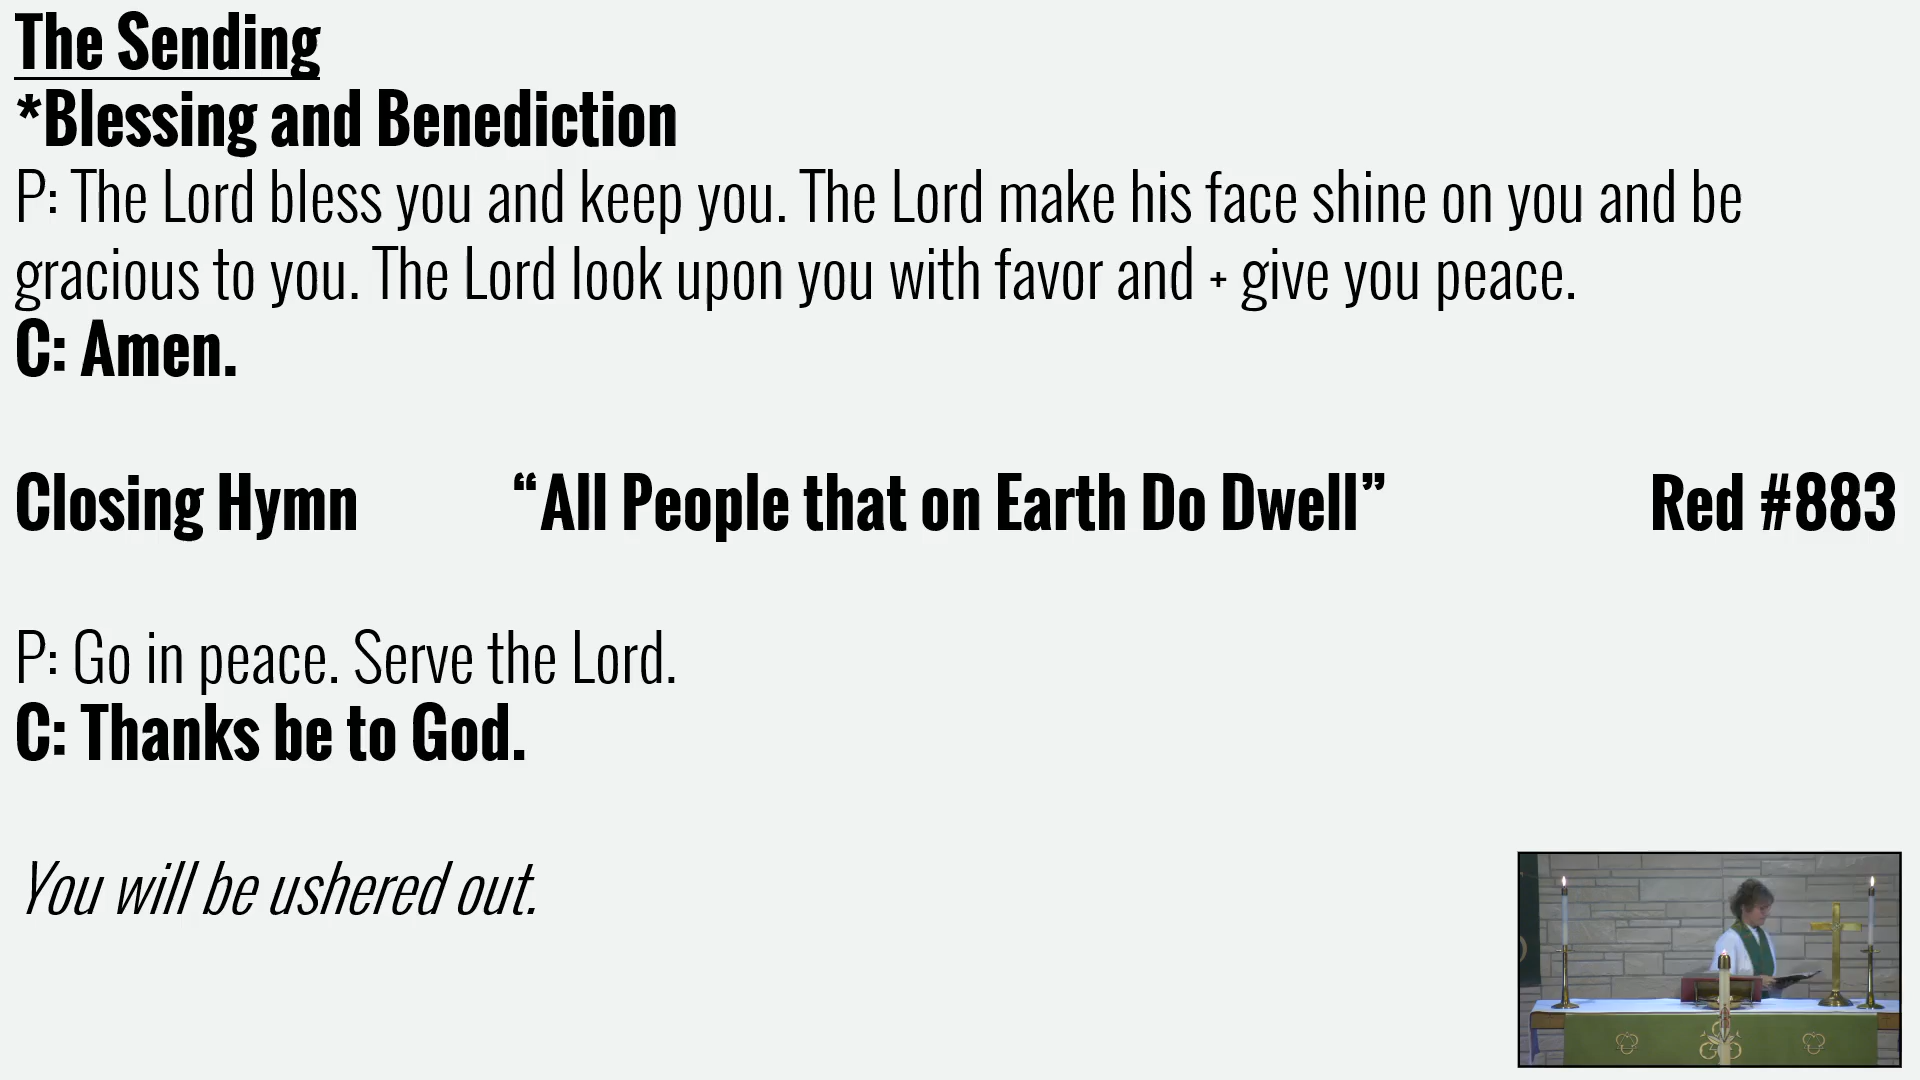 The Sending
*Blessing and Benediction
P: The Lord bless you and keep you. The Lord make his face shine on you and be
gracious to you. The Lord look upon you with favor and + give you peace.
C: Amen.
Closing Hymn “All People that on Earth Do Dwell” Red #883
P: Go in peace. Serve the Lord.
C: Thanks be to God.
You will be ushered out.